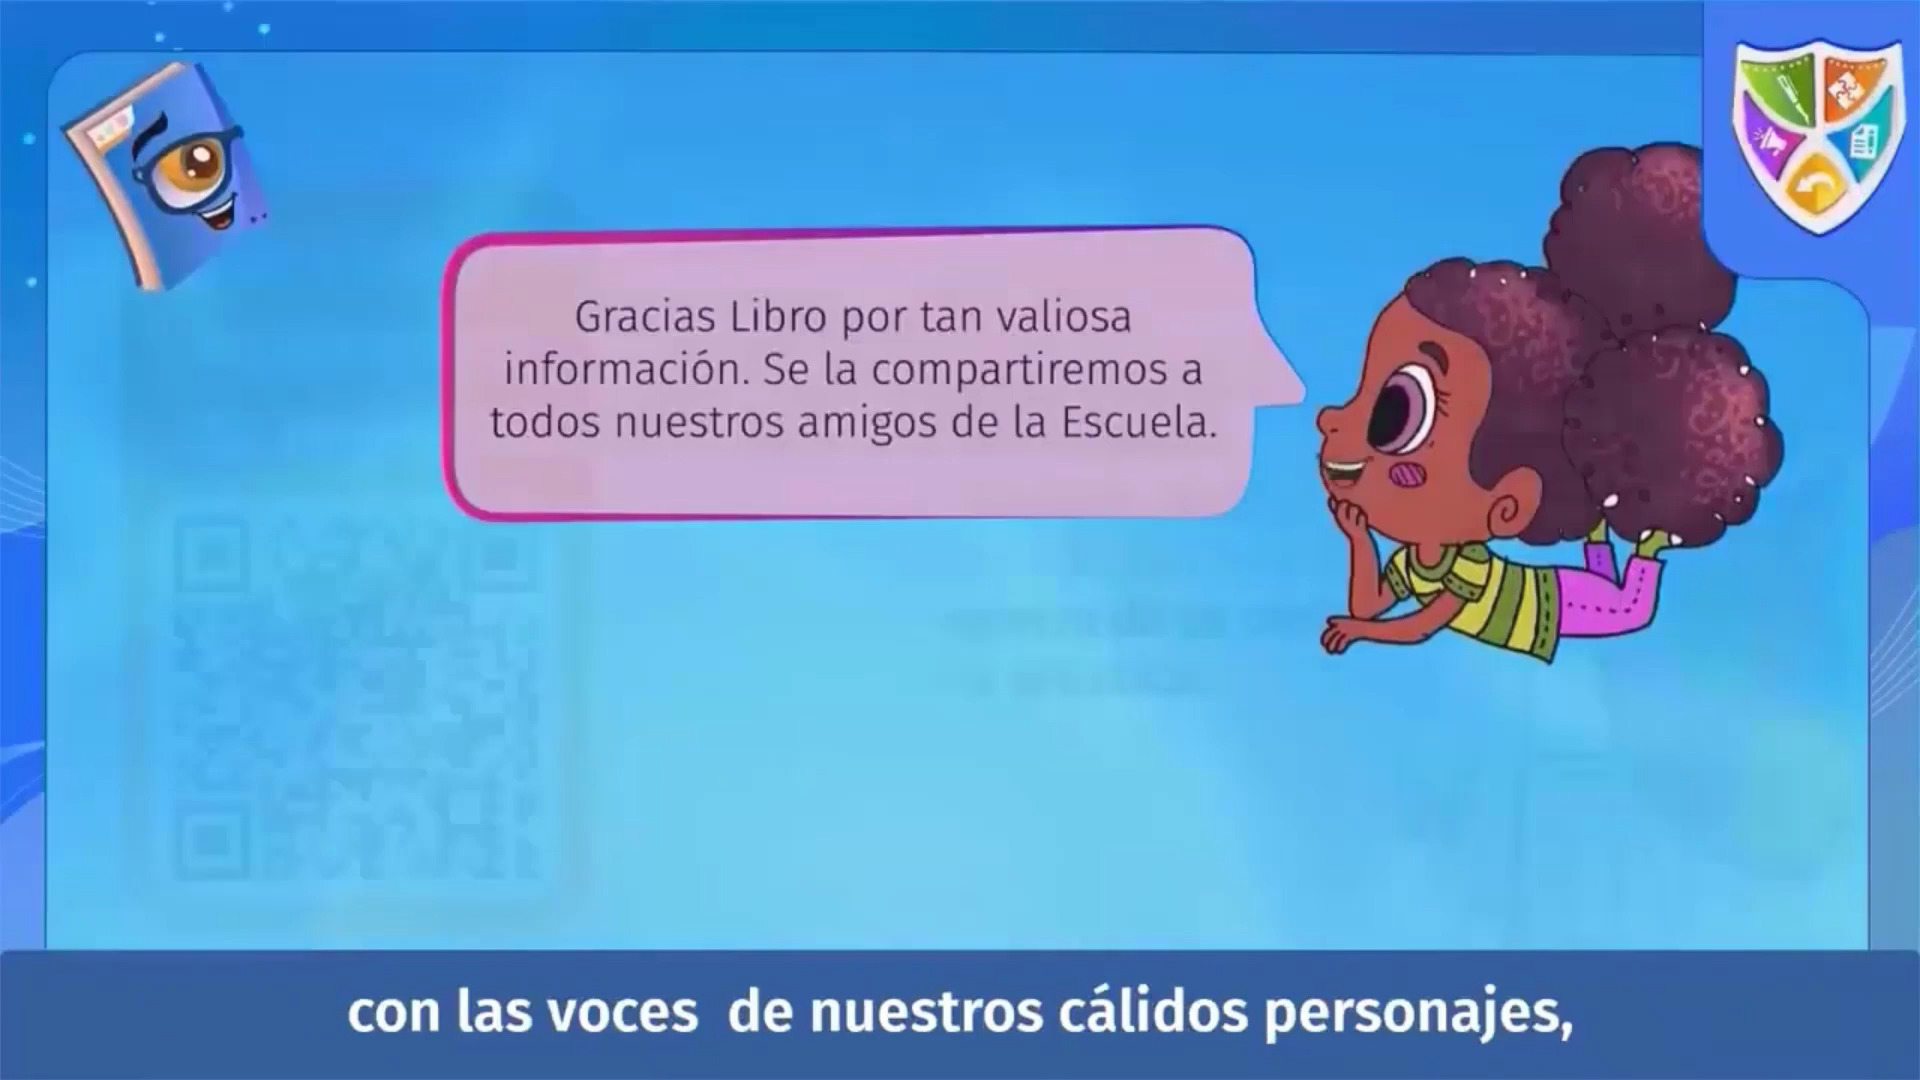 Gracias Libro por tan valiosa
información. Se la compartiremos a
todos nuestros amigos de la Escuela.
con las voces de nuestros cálidos personajes,